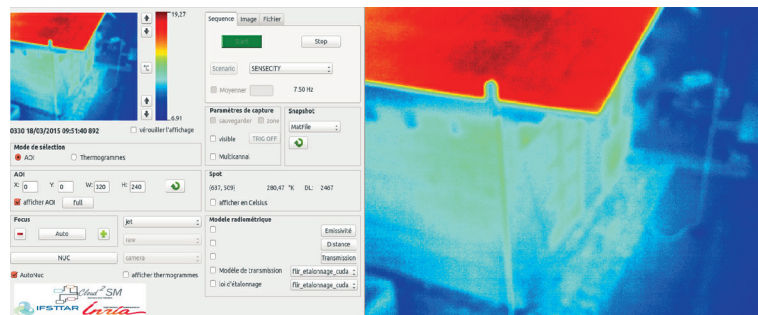 19,27
°C
0.91
0330 18/03/2015 09:51:40 892
vérouiller l'affichage
Mode de sélection
AOI
Thermogrammes
AOI
X: 0 Y: 0 W: 320 H: 240
afficher AOI full
Focus
Auto
NUC
jet
raw
camera
AutoNuc
afficher thermogrammes
Cloud2SM
IFSTTAR
Inria
Sequence Image Fichier
Start Stop
Scenario SENSECITY
Moyenner 7.50 Hz
Paramètres de capture
sauvegarder zone
visible TRIG OFF
Multicannal
Snapshot
MatFile
Spot
(637, 509) 280,47 °K DL: 2467
afficher en Celsius
Modele radiométrique
Emissivité
Distance
Transmission
Modèle de transmission flir_etalonnage_cuda
loi c'étalonnage flir_etalonnage_cuda